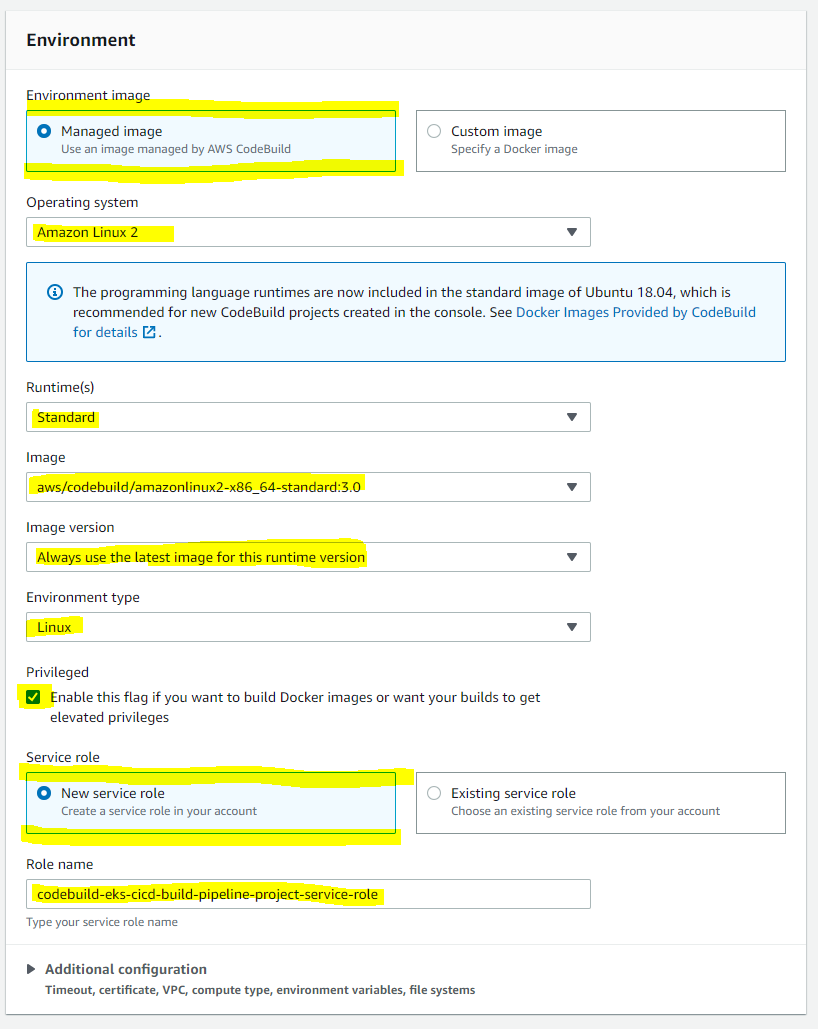 Environment
Environment image
Managed image
Use an image managed by AWS CodeBuild
Custom image
Specify a Docker image
Operating system
Amazon Linux 2
The programming language runtimes are now included in the standard image of Ubuntu 18.04, which is
recommended for new CodeBuild projects created in the console. See Docker Images Provided by CodeBuild
for details .
Runtime(s)
Standard
Image
aws/codebuild/amazonlinux2-x86_64-standard:3.0
Image version
Always use the latest image for this runtime version
Environment type
Linux
Privileged
Enable this flag if you want to build Docker images or want your builds to get
elevated privileges
Service role
New service role
Create a service role in your account
Existing service role
Choose an existing service role from your account
Role name
codebuild-eks-cicd-build-pipeline-project-service-role
Type your service role name
Additional configuration
Timeout, certificate, VPC, compute type, environment variables, file systems